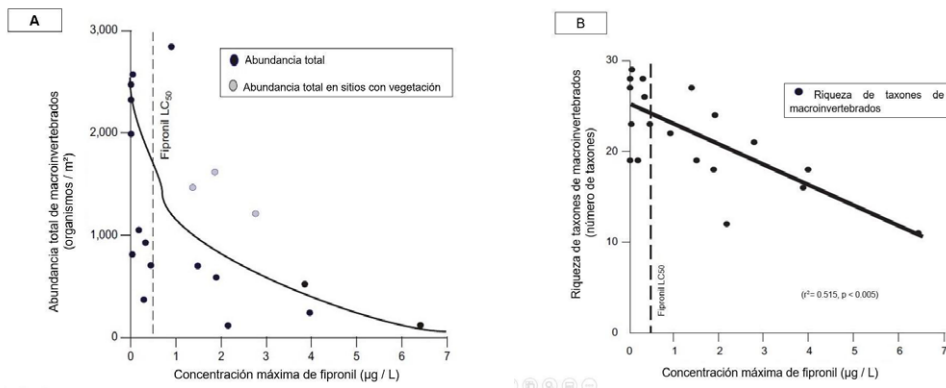 A
3,000
2,000
1,000
0
0 1 2 3 4 5 6 7
Abundancia total de macroinvertebrados
(organismos / m²)
Fipronil LC50
Abundancia total
Abundancia total en sitios con vegetación
Concentración máxima de fipronil (µg / L)
B
30
20
10
0
0 1 2 3 4 5 6 7
Riqueza de taxones de macroinvertebrados
(número de taxones)
Fipronil LC50
Riqueza de taxones de
macroinvertebrados
(r²= 0.515, p < 0.005)
Concentración máxima de fipronil (µg / L)